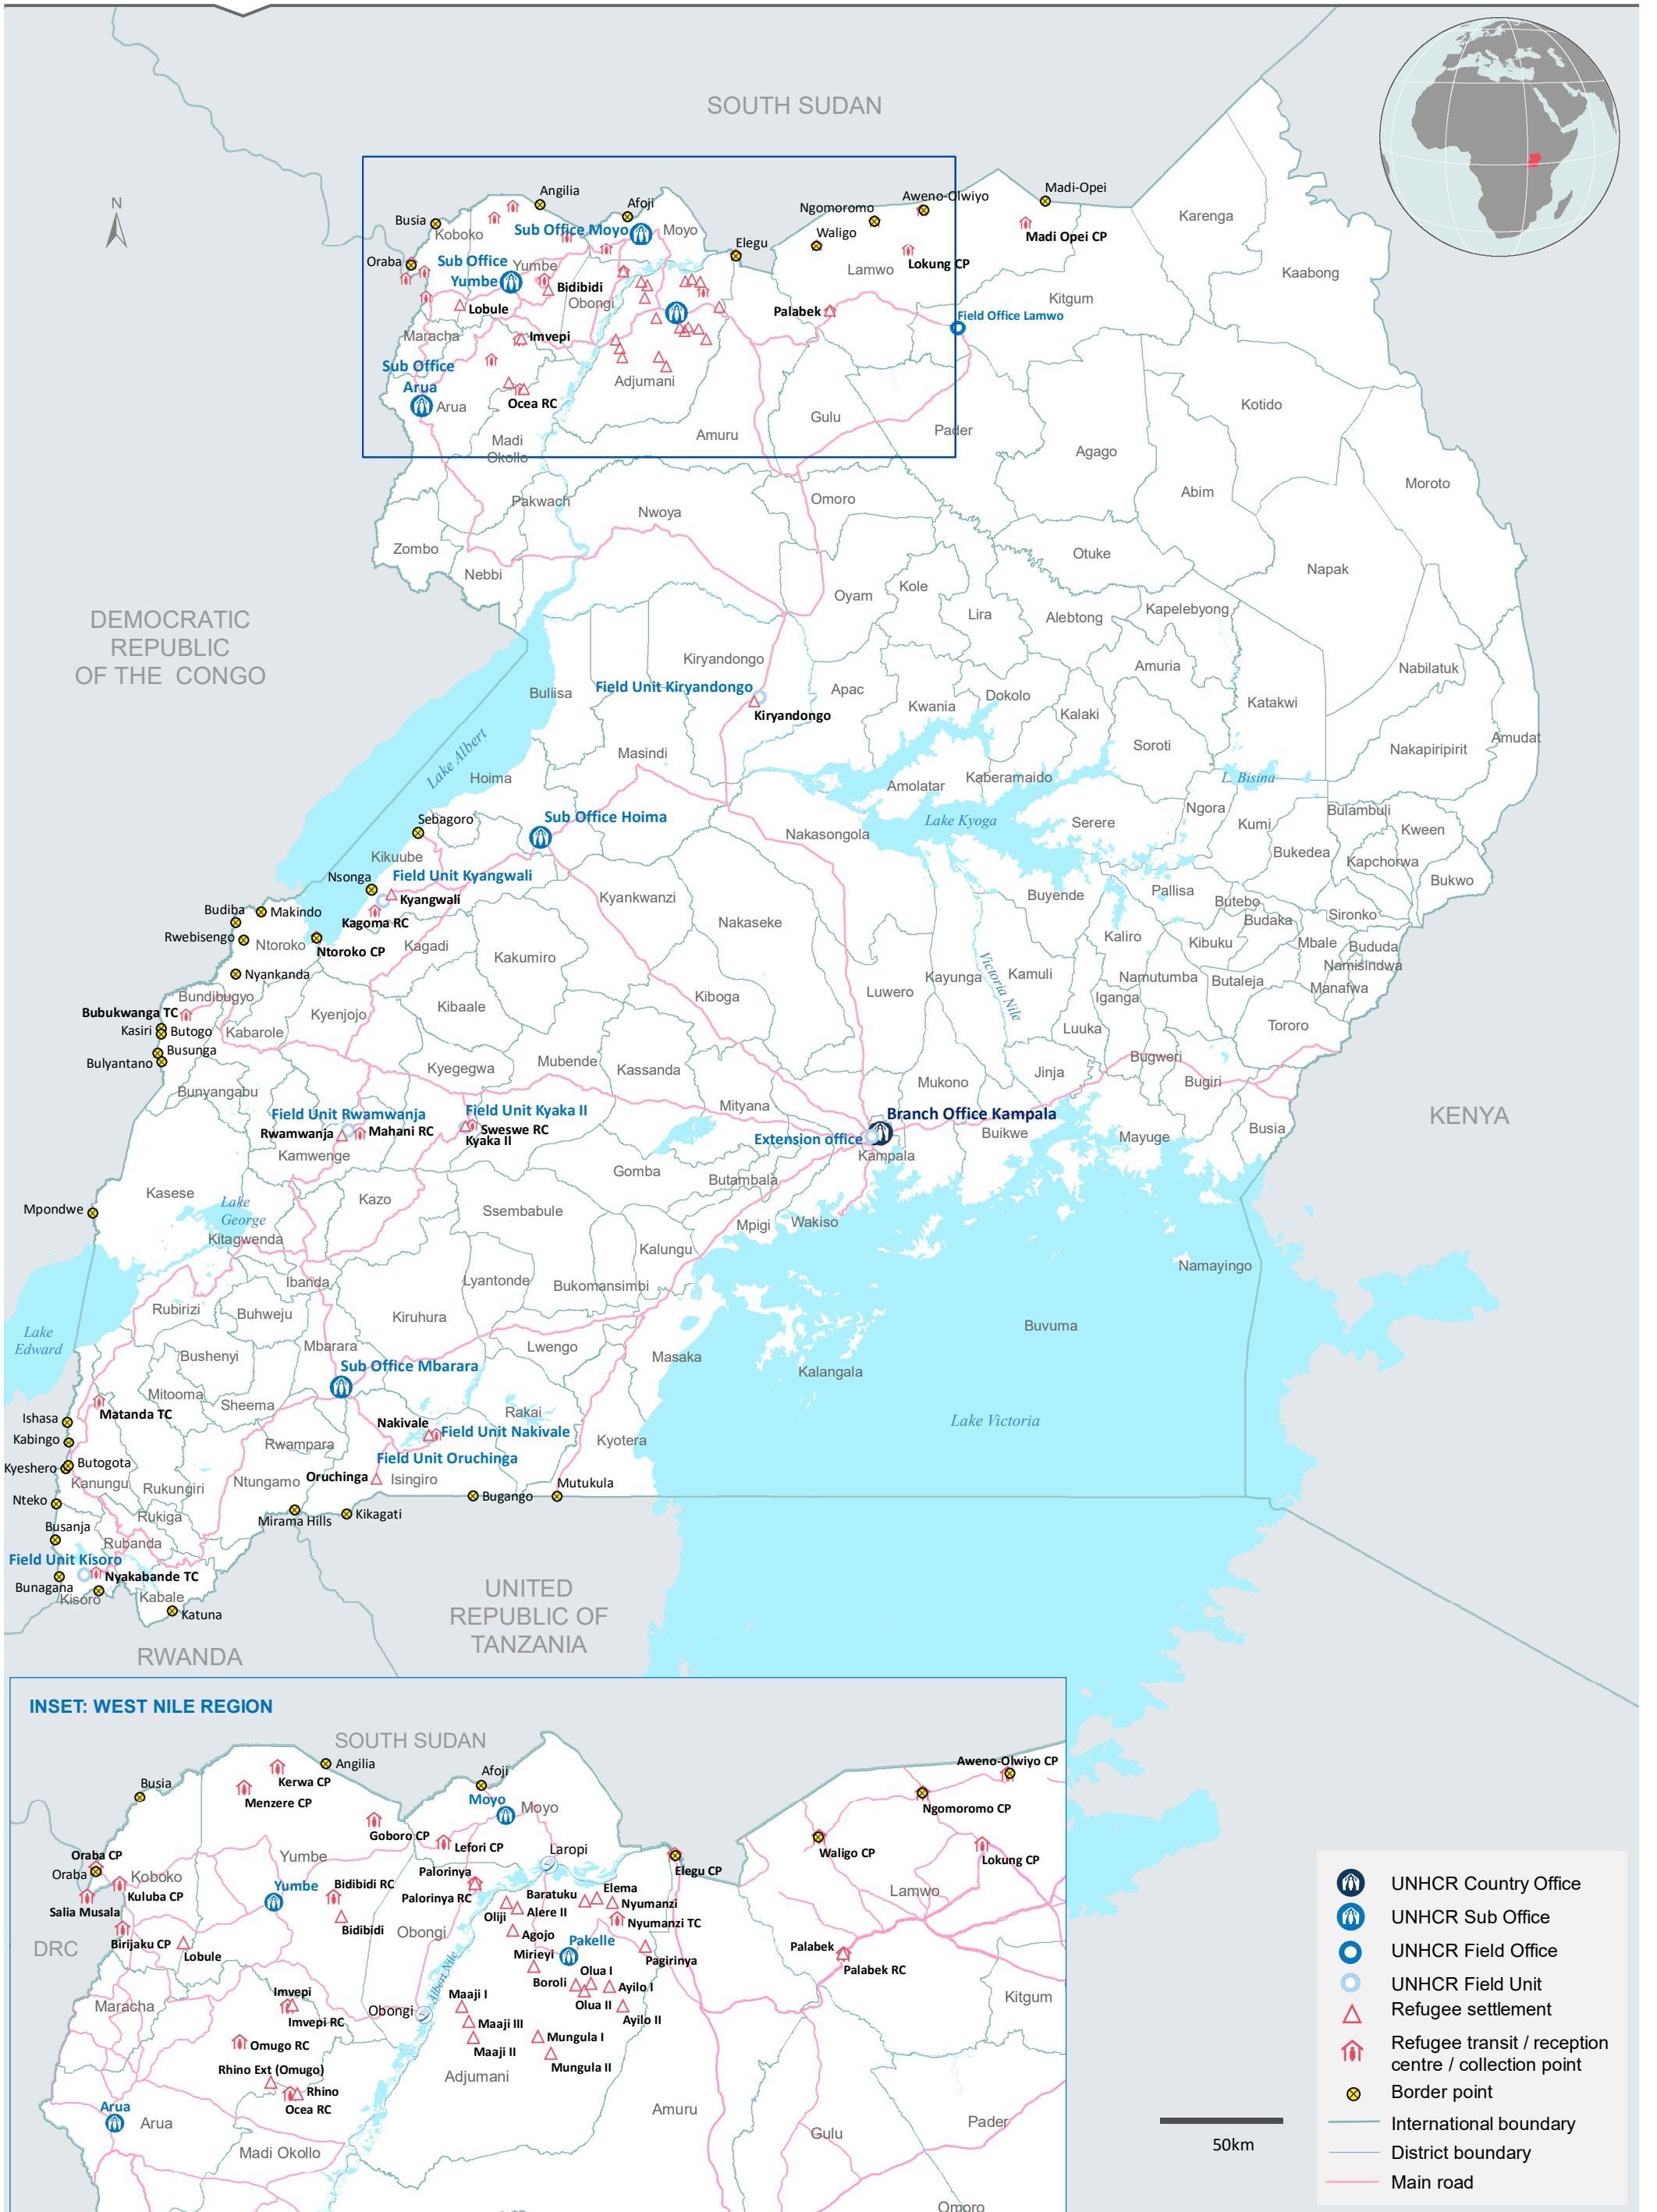 SOUTH SUDAN
N
Angilia
Afoji
Madi-Opei
Aweno-Olwiyo
Ngomoromo
Busia
Koboko
Sub Office Moyo
Moyo
Waligo
Elegu
Madi Opei CP
Karenga
Oraba
Sub Office
Yumbe
Yumbe
Lamwo
Lokung CP
Kaabong
Bidibidi
Obongi
Kitgum
Lobule
Palabek
Field Office Lamwo
Maracha
Imvepi
Sub Office
Arua
Arua
Adjumani
Ocea RC
Kotido
Gulu
Pader
Amuru
Madi
Okollo
Agago
Moroto
Abim
Pakwach
Omoro
Nwoya
Zombo
Otuke
Nebbi
Napak
Kole
Oyam
Lira
Alebtong
Kapelebyong
DEMOCRATIC
REPUBLIC
OF THE CONGO
Kiryandongo
Amuria
Nabilatuk
Field Unit Kiryandongo
Buliisa
Apac
Dokolo
Kwania
Kalaki
Katakwi
Kiryandongo
Amudat
Nakapiripirit
Masindi
Soroti
Lake Albert
Hoima
Kaberamaido
Amolatar
L. Bisina
Sub Office Hoima
Sebagoro
Lake Kyoga
Nakasongola
Serere
Ngora
Kumi
Bulambuli
Kween
Kikuube
Bukedea
Kapchorwa
Bukwo
Nsonga
Field Unit Kyangwali
Kyangwali
Kyankwanzi
Buyende
Pallisa
Butebo
Budaka
Sironko
Budiba
Makindo
Kagoma RC
Nakaseke
Rwebisengo
Ntoroko
Ntoroko CP
Kagadi
Kakumiro
Kaliro
Kibuku
Mbale
Bududa
Namisindwa
Nyankanda
Kayunga
Kamuli
Namutumba
Butaleja
Manafwa
Victoria Nile
Bundibugyo
Kibaale
Kiboga
Luwero
Iganga
Bubukwanga TC
Kyenjojo
Kasiri
Butogo
Kabarole
Luuka
Tororo
Busunga
Bulyantano
Mubende
Kyegegwa
Kassanda
Bugweri
Jinja
Mukono
Bugiri
Bunyangabu
Mityana
Field Unit Rwamwanja
Field Unit Kyaka II
Branch Office Kampala
KENYA
Rwamwanja
Mahani RC
Sweswe RC
Kyaka II
Extension office
Buikwe
Mayuge
Busia
Kamwenge
Kampala
Gomba
Butambala
Kasese
Kazo
Lake
George
Mpondwe
Ssembabule
Mpigi
Wakiso
Kitagwenda
Kalungu
Namayingo
Ibanda
Lyantonde
Bukomansimbi
Rubirizi
Buhweju
Kiruhura
Buvuma
Lake
Edward
Mbarara
Lwengo
Bushenyi
Masaka
Kalangala
Sub Office Mbarara
Mitooma
Sheema
Matanda TC
Rakai
Lake Victoria
Ishasa
Nakivale
Field Unit Nakivale
Kabingo
Rwampara
Kyotera
Field Unit Oruchinga
Kyeshero
Butogota
Oruchinga
Isingiro
Kanungu
Rukungiri
Ntungamo
Mutukula
Bugango
Nteko
Rukiga
Mirama Hills
Kikagati
Busanja
Rubanda
Field Unit Kisoro
Nyakabande TC
Bunagana
Kisoro
Kabale
Katuna
UNITED
REPUBLIC OF
TANZANIA
RWANDA
INSET: WEST NILE REGION
SOUTH SUDAN
Aweno-Olwiyo CP
Angilia
Afoji
Kerwa CP
Busia
Menzere CP
Moyo
Moyo
Ngomoromo CP
Goboro CP
Lefori CP
Laropi
Waligo CP
Lokung CP
Oraba CP
Oraba
Koboko
Yumbe
Palorinya
Elegu CP
Kuluba CP
Yumbe
Bidibidi RC
Palorinya RC
Baratuku
Elema
Nyumanzi
Lamwo
Salia Musala
Oliji
Alere II
Nyumanzi TC
Bidibidi
Obongi
Agojo
Pakelle
DRC
Birijaku CP
Lobule
Mirieyi
Pagirinya
Palabek
Palabek RC
Olua I
Boroli
Ayilo I
Imvepi
Maaji I
Olua II
Kitgum
Maracha
Imvepi RC
Obongi
Albert Nile
Maaji III
Ayilo II
Omugo RC
Maaji II
Mungula I
Rhino Ext (Omugo)
Mungula II
Rhino
Ocea RC
Adjumani
Arua
Arua
Amuru
Gulu
Pader
Madi Okollo
Omoro
50km
UNHCR Country Office
UNHCR Sub Office
UNHCR Field Office
UNHCR Field Unit
Refugee settlement
Refugee transit / reception
centre / collection point
Border point
International boundary
District boundary
Main road